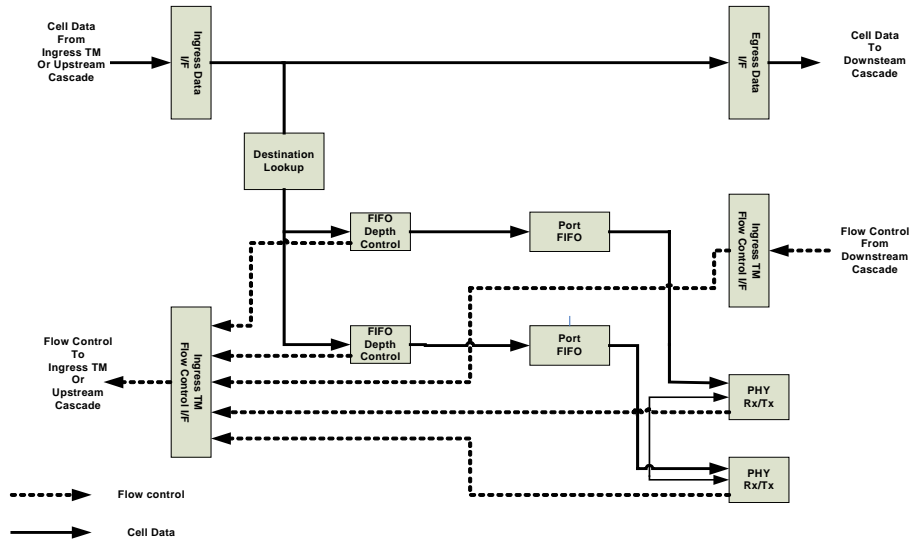 Cell Data
From
Ingress TM
Or Upstream
Cascade
Ingress Data
I/F
Egress Data
I/F
Cell Data
To
Downsteam
Cascade
Destination
Lookup
FIFO
Depth
Control
Port
FIFO
Ingress TM
Flow Control I/F
Flow Control
From
Downstream
Cascade
Flow Control
To
Ingress TM
Or
Upstream
Cascade
Ingress TM
Flow Control I/F
FIFO
Depth
Control
Port
FIFO
PHY
Rx/Tx
PHY
Rx/Tx
Flow control
Cell Data